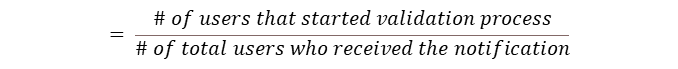 = # of users that started validation process
# of total users who received the notification